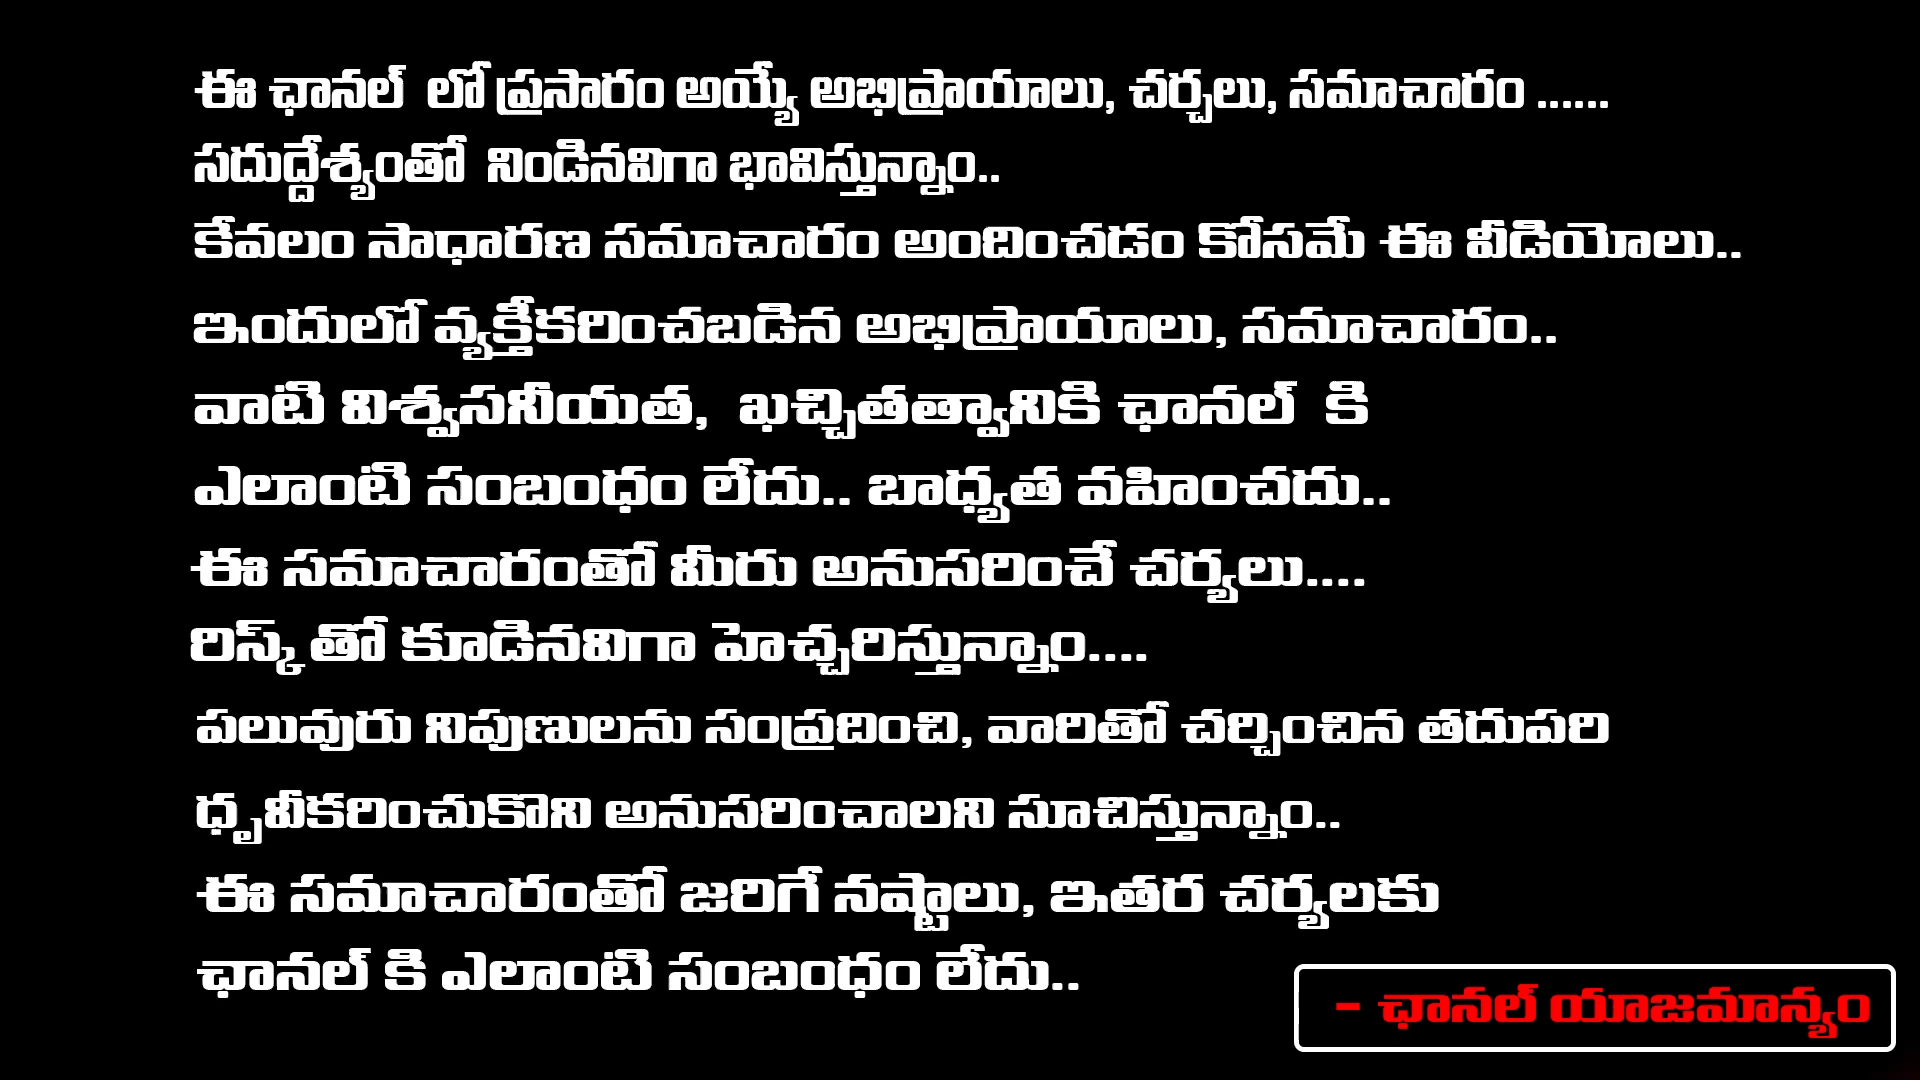 ఈ ఛానల్ లో ప్రసారం అయ్యే అభిప్రాయాలు, చర్చలు, సమాచారం ......
సదుద్దేశ్యంతో నిండినవిగా భావిస్తున్నాం..
కేవలం సాధారణ సమాచారం అందించడం కోసమే ఈ వీడియోలు..
ఇందులో వ్యక్తీకరించబడిన అభిప్రాయాలు, సమాచారం..
వాటి విశ్వసనీయత, ఖచ్చితత్వానికి ఛానల్ కి
ఎలాంటి సంబంధం లేదు.. బాధ్యత వహించదు..
ఈ సమాచారంతో మీరు అనుసరించే చర్యలు....
రిస్క్ తో కూడినవిగా హెచ్చరిస్తున్నాం....
పలువురు నిపుణులను సంప్రదించి, వారితో చర్చించిన తదుపరి
ధృవీకరించుకొని అనుసరించాలని సూచిస్తున్నాం..
ఈ సమాచారంతో జరిగే నష్టాలు, ఇతర చర్యలకు
ఛానల్ కి ఎలాంటి సంబంధం లేదు..
- ఛానల్ యాజమాన్యం